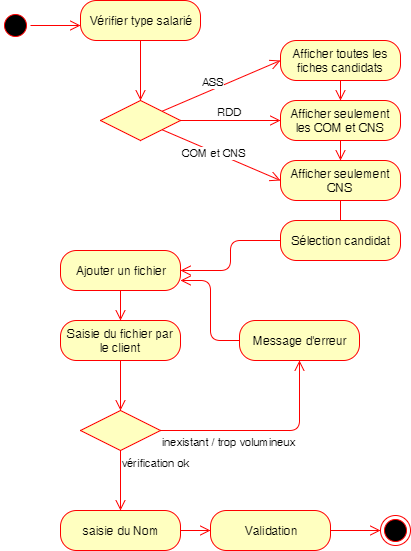 Vérifier type salarié
Afficher toutes les
fiches candidats
ASS
RDD
Afficher seulement
les COM et CNS
COM et CNS
Afficher seulement
CNS
Sélection candidat
Ajouter un fichier
Saisie du fichier par
le client
Message d'erreur
inexistant / trop volumineux
vérification ok
saisie du Nom
Validation